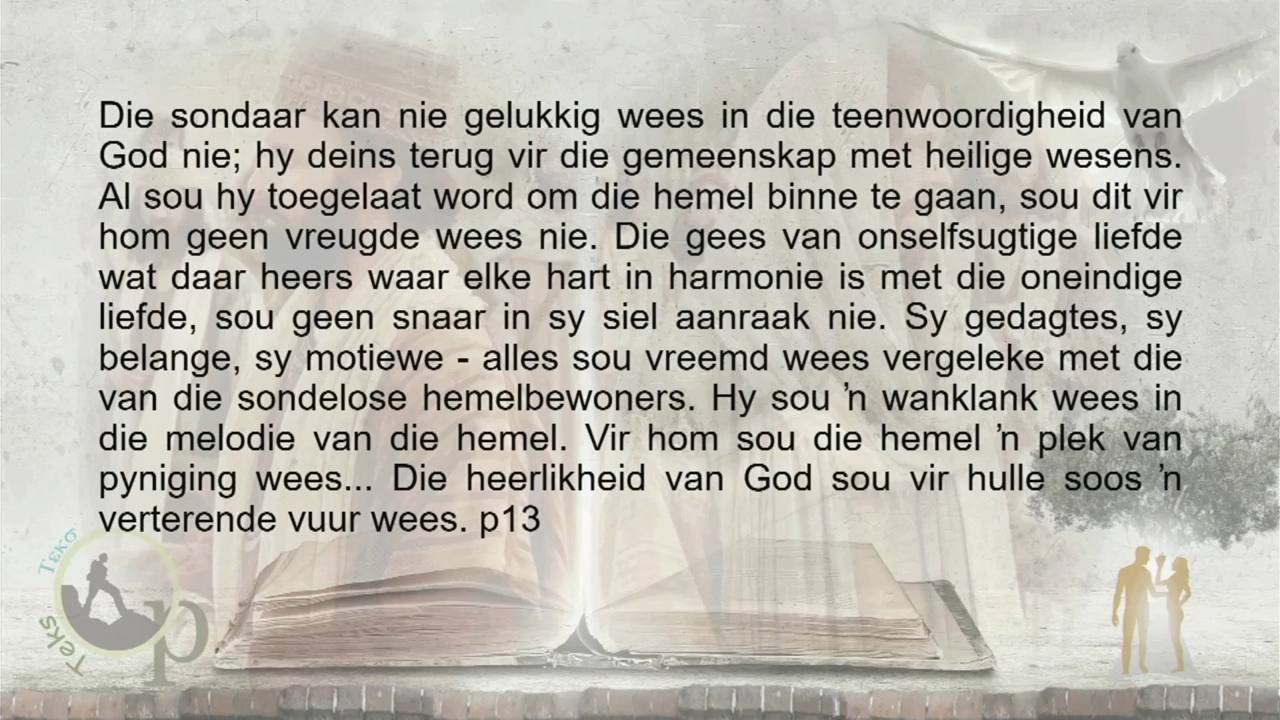 Die sondaar kan nie gelukkig wees in die teenwoordigheid van
God nie; hy deins terug vir die gemeenskap met heilige wesens.
Al sou hy toegelaat word om die hemel binne te gaan, sou dit vir
hom geen vreugde wees nie. Die gees van onselfsugtige liefde
wat daar heers waar elke hart in harmonie is met die oneindige
liefde, sou geen snaar in sy siel aanraak nie. Sy gedagtes, sy
belange, sy motiewe - alles sou vreemd wees vergeleke met die
van die sondelose hemelbewoners. Hy sou 'n wanklank wees in
die melodie van die hemel. Vir hom sou die hemel 'n plek van
pyniging wees... Die heerlikheid van God sou vir hulle soos 'n
verterende vuur wees. p13
Τεκο
Teks
Op